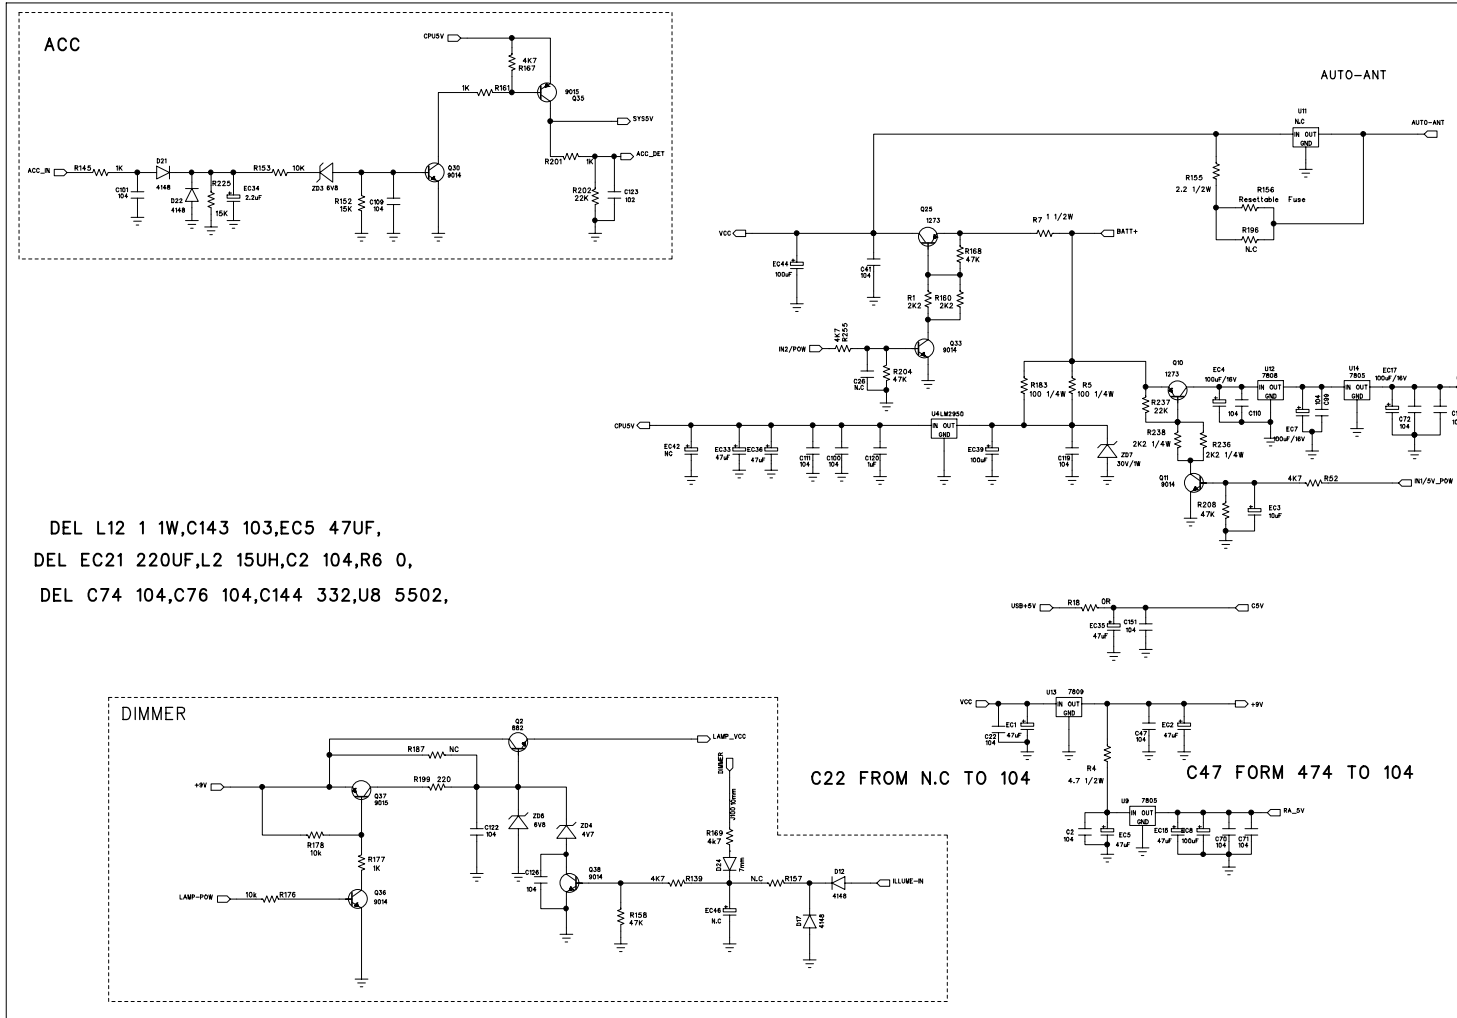 ACC
CPU5V
4K7
R167
1K R161
9015
Q35
SYS5V
ACC_DET
R201 1K
R202
22K
C123
102
ACC_IN
R145 1K
C101
104
D21
4148
D22
4148
R225
15K
EC34
2.2uF
R153 10K
ZD3 6V8
R152
15K
C109
104
Q30
9014
AUTO-ANT
U11
N.C
IN OUT
GND
AUTO-ANT
R155
2.2 1/2W
R156
Resettable Fuse
R196
N.C
VCC
EC44
100uF
C41
104
Q25
1273
R168
47K
R7 1 1/2W
BATT+
R1
2K2
R160
2K2
IN2/POW
4K7
R255
C26
N.C
R204
47K
Q33
9014
R183
100 1/4W
R5
100 1/4W
CPU5V
EC42
NC
EC33
47uF
EC36
47uF
C111
104
C100
104
C120
1uF
U4 LM2950
IN OUT
GND
EC39
100uF
C119
104
ZD7
30V/1W
Q10
1273
R237
22K
R238
2K2 1/4W
R236
2K2 1/4W
EC4
100uF/16V
104
C110
U12
7808
IN OUT
GND
EC7
100uF/16V
104
C99
U14
7805
IN OUT
GND
EC17
100uF/16V
C72
104
Q11
9014
R208
47K
EC3
10uF
4K7 R52
IN1/5V_POW
DEL L12 1 1W,C143 103,EC5 47UF,
DEL EC21 220UF,L2 15UH,C2 104,R6 0,
DEL C74 104,C76 104,C144 332,U8 5502,
USB+5V
R18 0R
C5V
EC35
47uF
C151
104
DIMMER
Q2
882
LAMP_VCC
R187 NC
+9V
R199 220
Q37
9015
R178
10k
R177
1K
LAMP-POW
10k R176
Q36
9014
C122
104
ZD6
6V8
ZD4
4V7
C126
104
Q38
9014
R158
47K
4K7 R139
DIMMER
J100 10mm
R169
4k7
D24
7mm
EC46
N.C
N.C R157
D17
4148
D12
4148
ILLUME-IN
VCC
C22
104
EC1
47uF
U13 7809
IN OUT
GND
C47
104
EC2
47uF
+9V
C22 FROM N.C TO 104
C47 FORM 474 TO 104
R4
4.7 1/2W
C2
104
EC5
47uF
U9 7805
IN OUT
GND
EC16
47uF
EC8
100uF
C70
104
C71
104
RA_5V